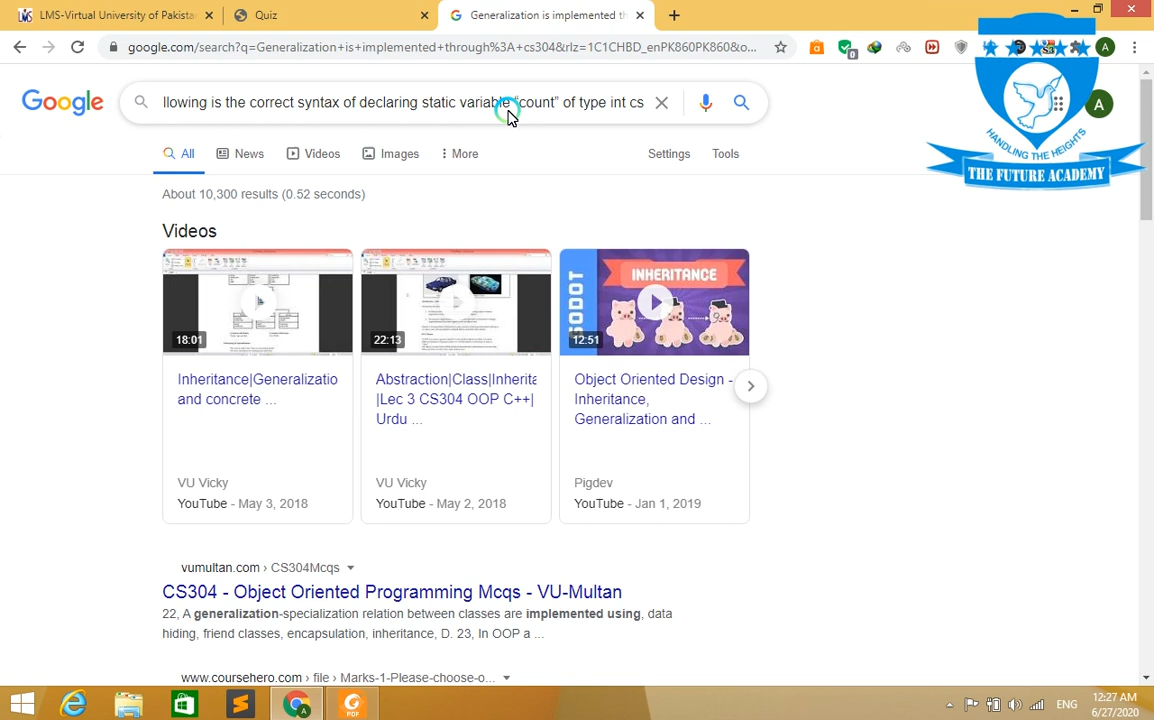 LMS-Virtual University of Pakista
Quiz
Generalization is implemented th
google.com/search?q=Generalization+is+implemented+through%3A+cs304&rlz=1C1CHBD_enPK860PK860&o...
0
A
Google
llowing is the correct syntax of declaring static variable “count” of type int cs
A
All
News
Videos
Images
More
Settings
Tools
HANDLING THE HEIGHTS
THE FUTURE ACADEMY
About 10,300 results (0.52 seconds)
Videos
18:01
22:13
GODOT
INHERITANCE
12:51
Inheritance|Generalizatio
and concrete ...
VU Vicky
YouTube - May 3, 2018
Abstraction|Class|Inherita
|Lec 3 CS304 OOP C++|
Urdu ...
VU Vicky
YouTube - May 2, 2018
Object Oriented Design -
Inheritance,
Generalization and ...
Pigdev
YouTube - Jan 1, 2019
vumultan.com › CS304Mcqs
CS304 - Object Oriented Programming Mcqs - VU-Multan
22, A generalization-specialization relation between classes are implemented using, data
hiding, friend classes, encapsulation, inheritance, D. 23, In OOP a ...
www.coursehero.com › file › Marks-1-Please-choose-o...
PDF
ENG
12:27 AM
6/27/2020